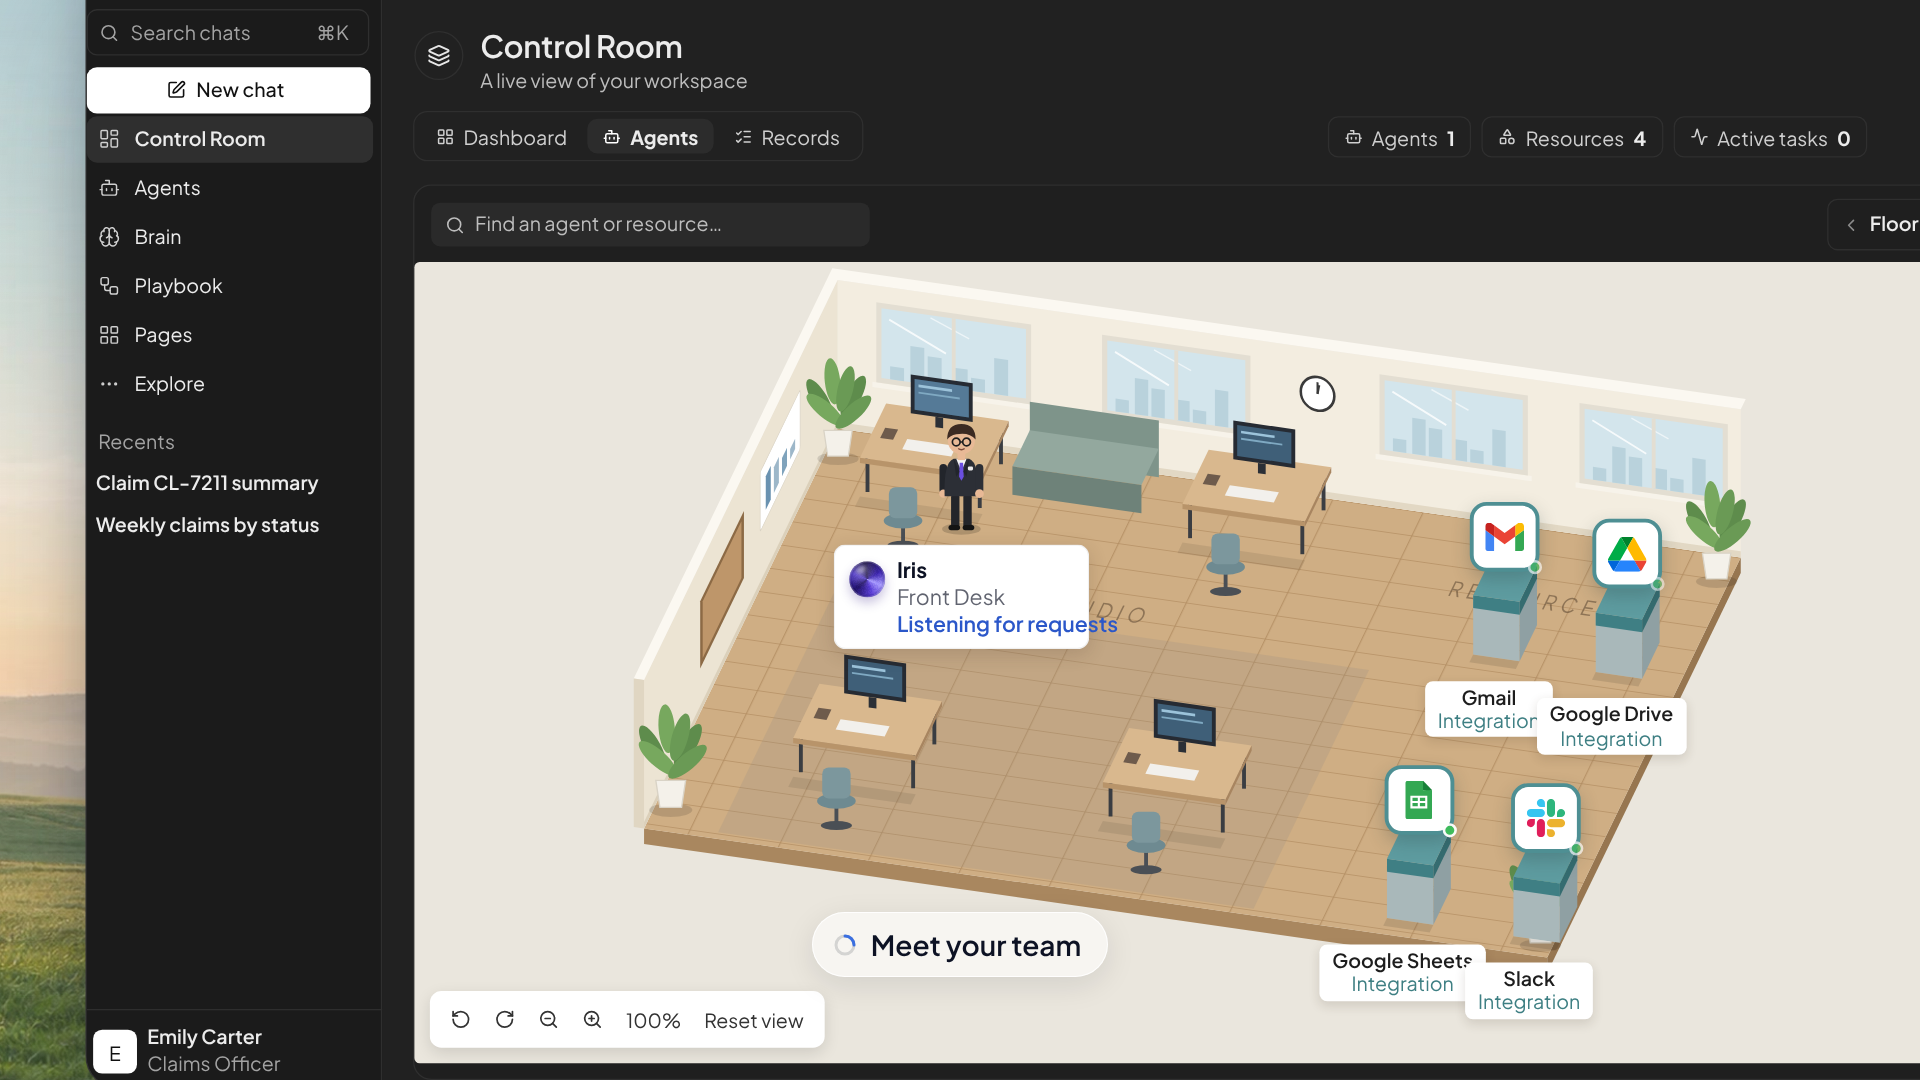 Search chats ⌘K
New chat
Control Room
Agents
Brain
Playbook
Pages
Explore
Recents
Claim CL-7211 summary
Weekly claims by status
E
Emily Carter
Claims Officer
Control Room
A live view of your workspace
Dashboard
Agents
Records
Agents 1
Resources 4
Active tasks 0
Find an agent or resource...
Floor
Iris
Front Desk
Listening for requests
Gmail
Integration
Google Drive
Integration
Google Sheets
Integration
Slack
Integration
Meet your team
100%
Reset view